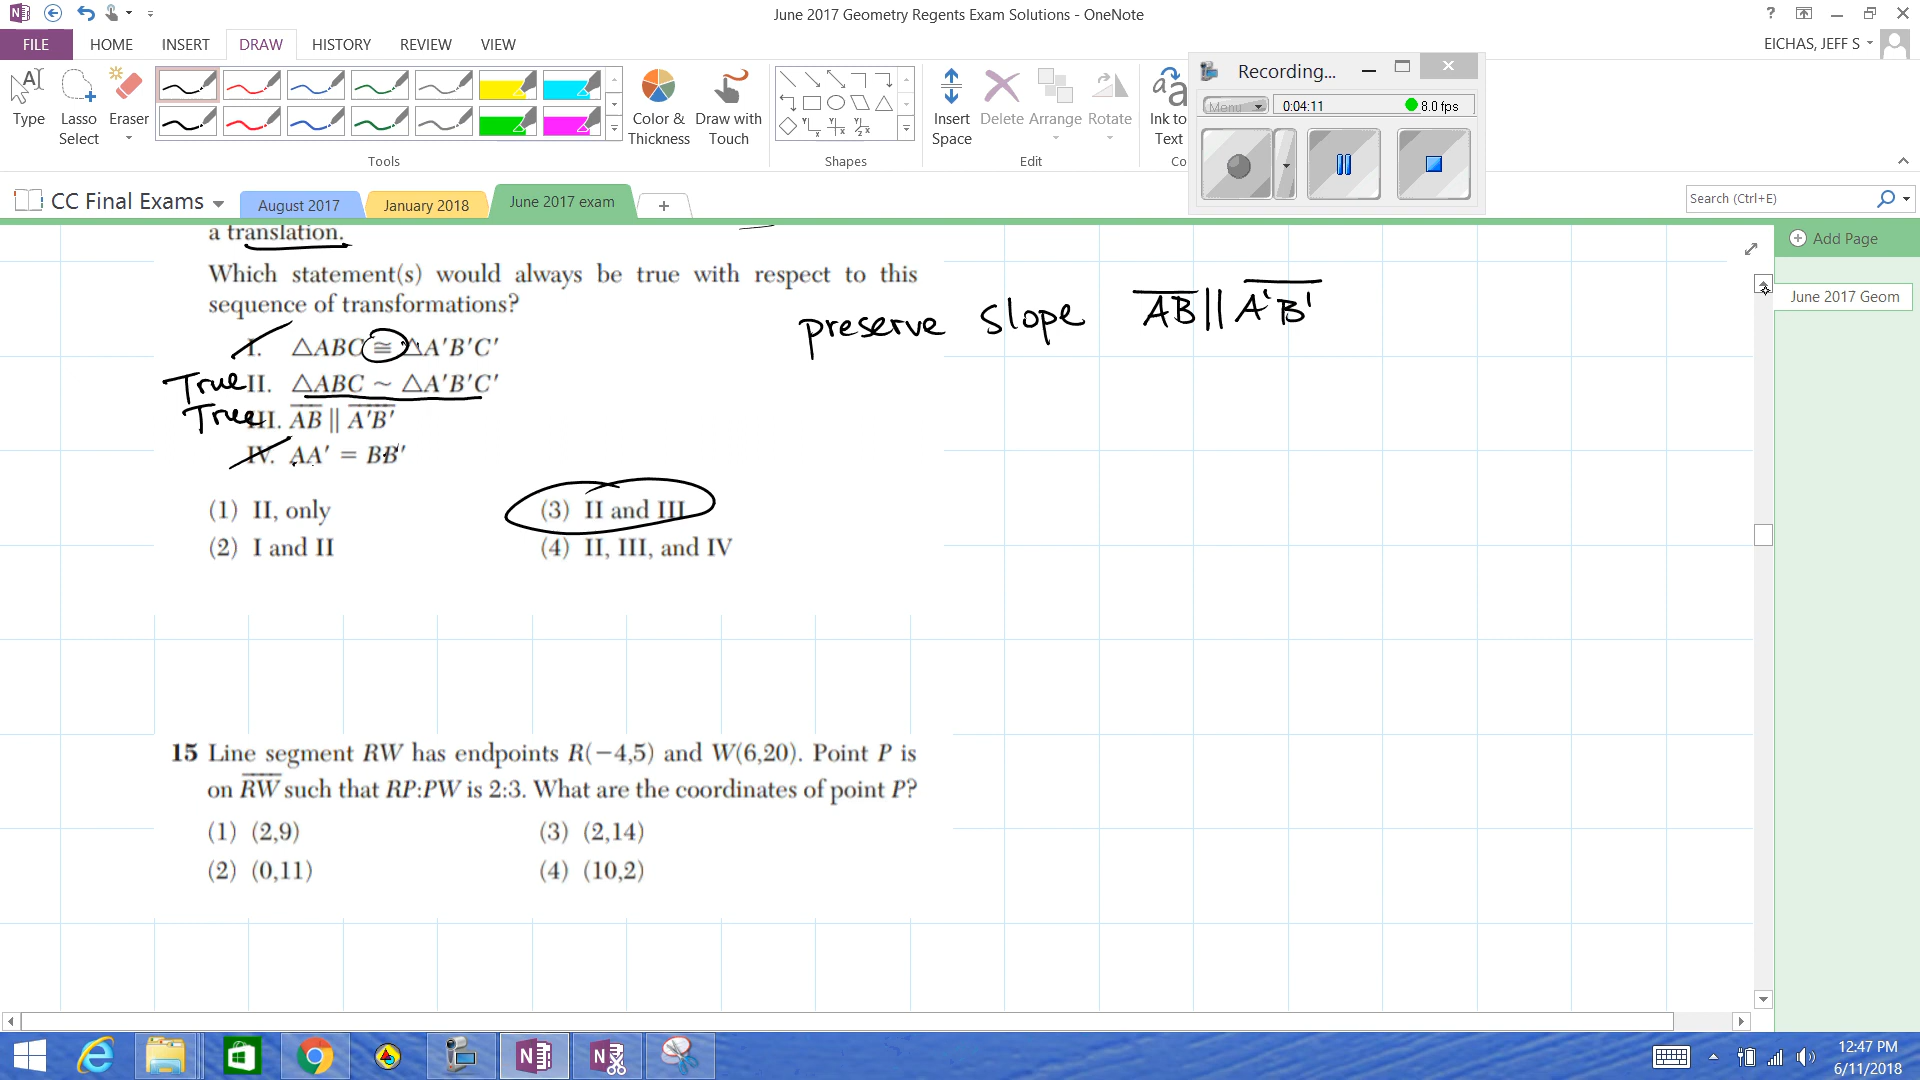 June 2017 Geometry Regents Exam Solutions - OneNote
?
FILE HOME INSERT DRAW HISTORY REVIEW VIEW
EICHAS, JEFF S
Type
Lasso Select
Eraser
Color & Thickness
Draw with Touch
Insert Space
Delete
Arrange
Rotate
Ink to Text
Tools
Shapes
Edit
Co
Recording...
Menu
0:04:11
8.0 fps
CC Final Exams
August 2017
January 2018
June 2017 exam
+
Search (Ctrl+E)
Add Page
June 2017 Geom
a translation.
Which statement(s) would always be true with respect to this
sequence of transformations?
preserve slope AB || A'B'
I. △ABC ≅ △A'B'C'
True II. △ABC ~ △A'B'C'
True III. AB || A'B'
IV. AA' = BB'
(1) II, only (3) II and III
(2) I and II (4) II, III, and IV
15 Line segment RW has endpoints R(−4,5) and W(6,20). Point P is
on RW such that RP:PW is 2:3. What are the coordinates of point P?
(1) (2,9) (3) (2,14)
(2) (0,11) (4) (10,2)
12:47 PM
6/11/2018